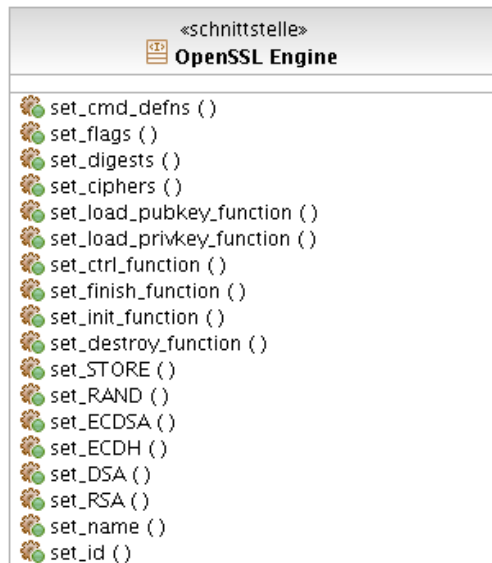 «schnittstelle»
OpenSSL Engine
set_cmd_defns ( )
set_flags ( )
set_digests ( )
set_ciphers ( )
set_load_pubkey_function ( )
set_load_privkey_function ( )
set_ctrl_function ( )
set_finish_function ( )
set_init_function ( )
set_destroy_function ( )
set_STORE ( )
set_RAND ( )
set_ECDSA ( )
set_ECDH ( )
set_DSA ( )
set_RSA ( )
set_name ( )
set_id ( )